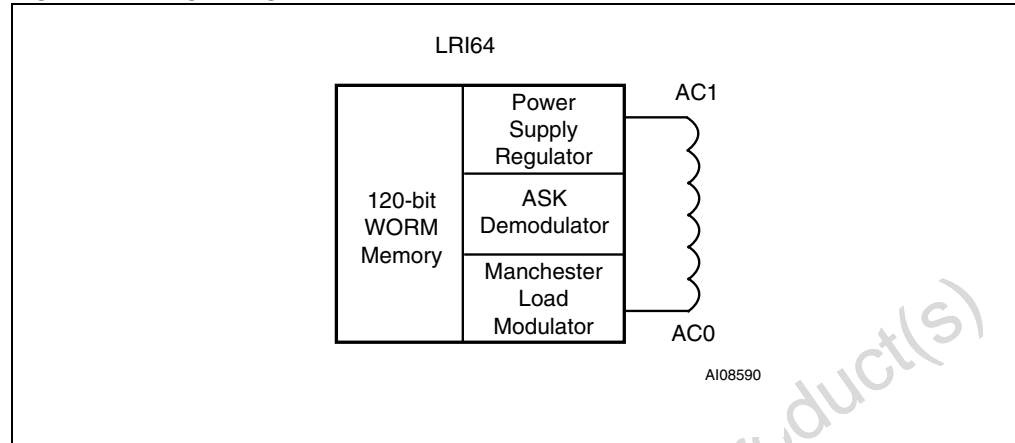 LRI64
120-bit
WORM
Memory
Power
Supply
Regulator
ASK
Demodulator
Manchester
Load
Modulator
AC1
AC0
AI08590
duct(s)